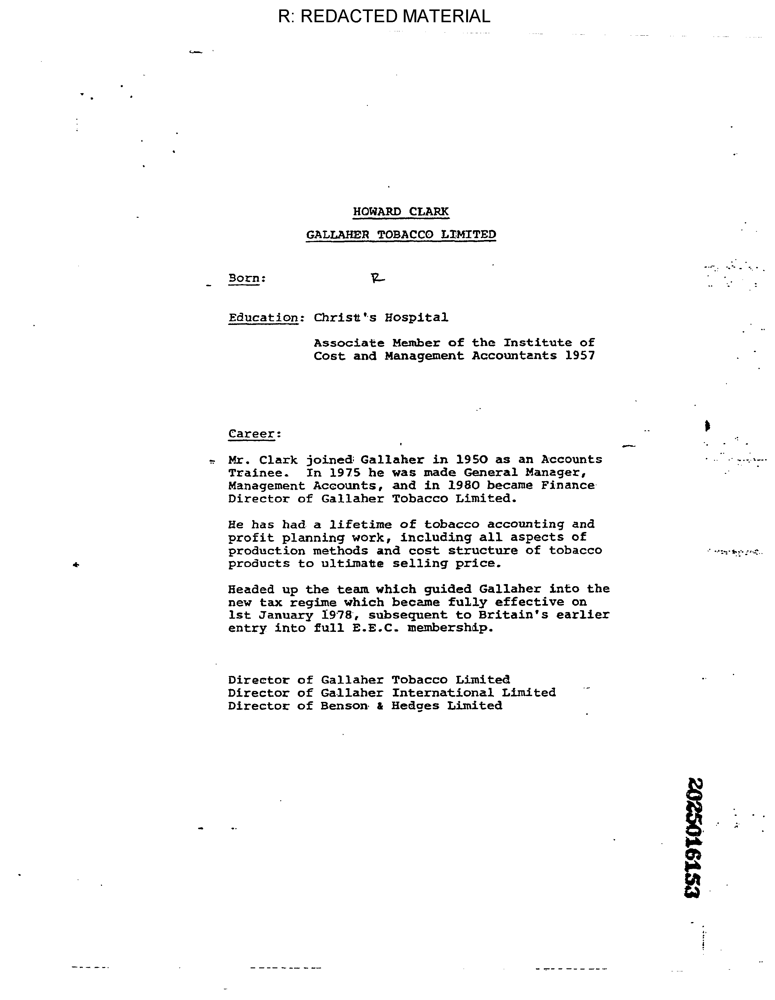 R: REDACTED MATERIAL
HOWARD CLARK
GALLAHER TOBACCO LIMITED
Born: R
Education: Christ's Hospital
Associate Member of the Institute of
Cost and Management Accountants 1957
Career:
Mr. Clark joined Gallaher in 1950 as an Accounts
Trainee. In 1975 he was made General Manager,
Management Accounts, and in 1980 became Finance
Director of Gallaher Tobacco Limited.
He has had a lifetime of tobacco accounting and
profit planning work, including all aspects of
production methods and cost structure of tobacco
products to ultimate selling price.
Headed up the team which guided Gallaher into the
new tax regime which became fully effective on
1st January 1978, subsequent to Britain's earlier
entry into full E.E.C. membership.
Director of Gallaher Tobacco Limited
Director of Gallaher International Limited
Director of Benson & Hedges Limited
2025016153